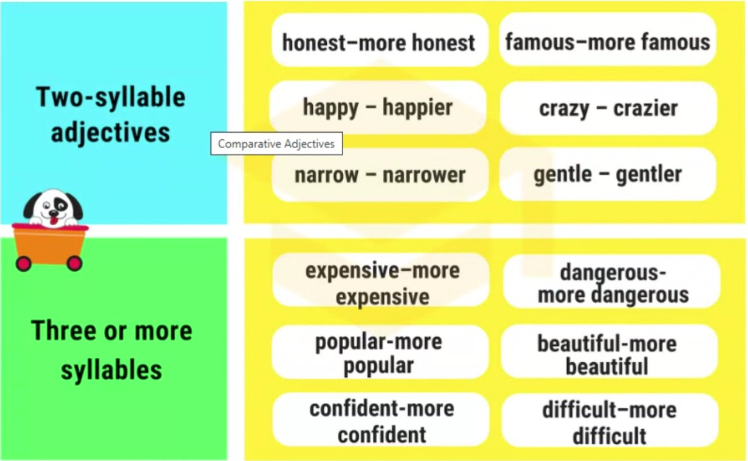 Two-syllable
adjectives
honest–more honest
famous–more famous
happy – happier
crazy – crazier
Comparative Adjectives
narrow – narrower
gentle – gentler
Three or more
syllables
expensive–more
expensive
dangerous-
more dangerous
popular-more
popular
beautiful-more
beautiful
confident-more
confident
difficult–more
difficult